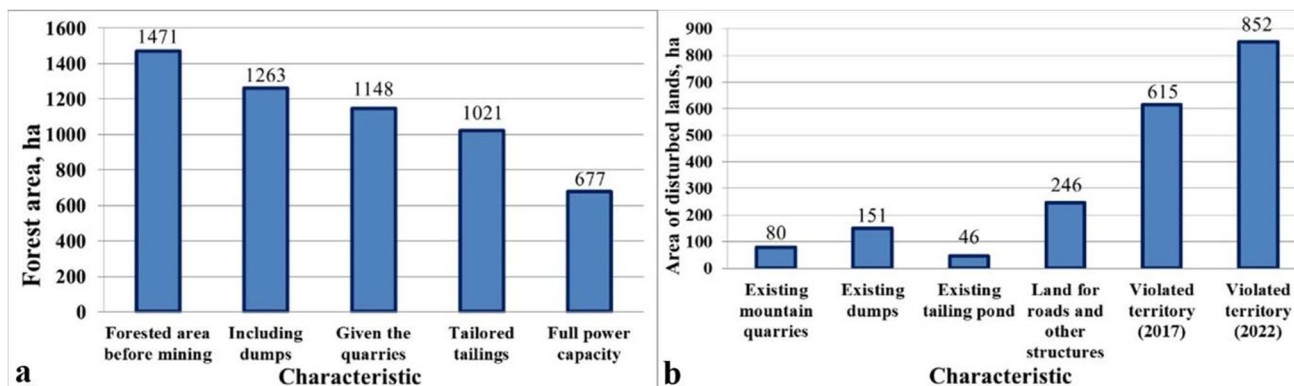 1600
1400
1200
1000
800
600
400
200
0
Forest area, ha
1471
1263
1148
1021
677
Forested area
before mining
Including
dumps
Given the
quarries
Tailored
tailings
Full power
capacity
Characteristic
a
900
800
700
600
500
400
300
200
100
0
Area of disturbed lands, ha
80
151
46
246
615
852
Existing
mountain
quarries
Existing
dumps
Existing
tailing pond
Land for
roads and
other
structures
Violated
territory
(2017)
Violated
territory
(2022)
Characteristic
b